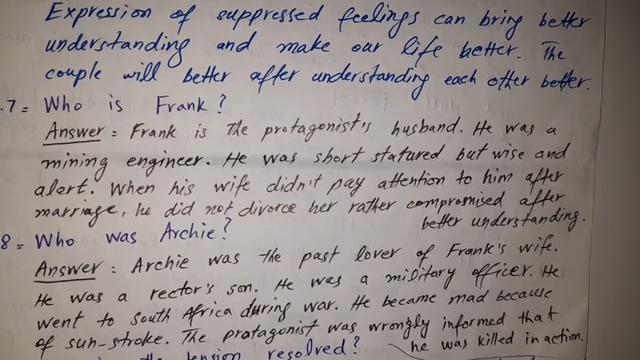 Expression of suppressed feelings can bring better
understanding and make our life better. The
couple will better after understanding each other better.
.7= Who is Frank?
Answer: Frank is the protagonist's husband. He was a
mining engineer. He was short statured but wise and
alert. When his wife didn't pay attention to him after
marriage, he did not divorce her rather compromised after
better understanding.
8= Who was Archie?
Answer: Archie was the past lover of Frank's wife.
He was a rector's son. He was a military officer. He
went to South Africa during war. He became mad because
of sun-stroke. The protagonist was wrongly informed that
he was killed in action.
tension resolved?